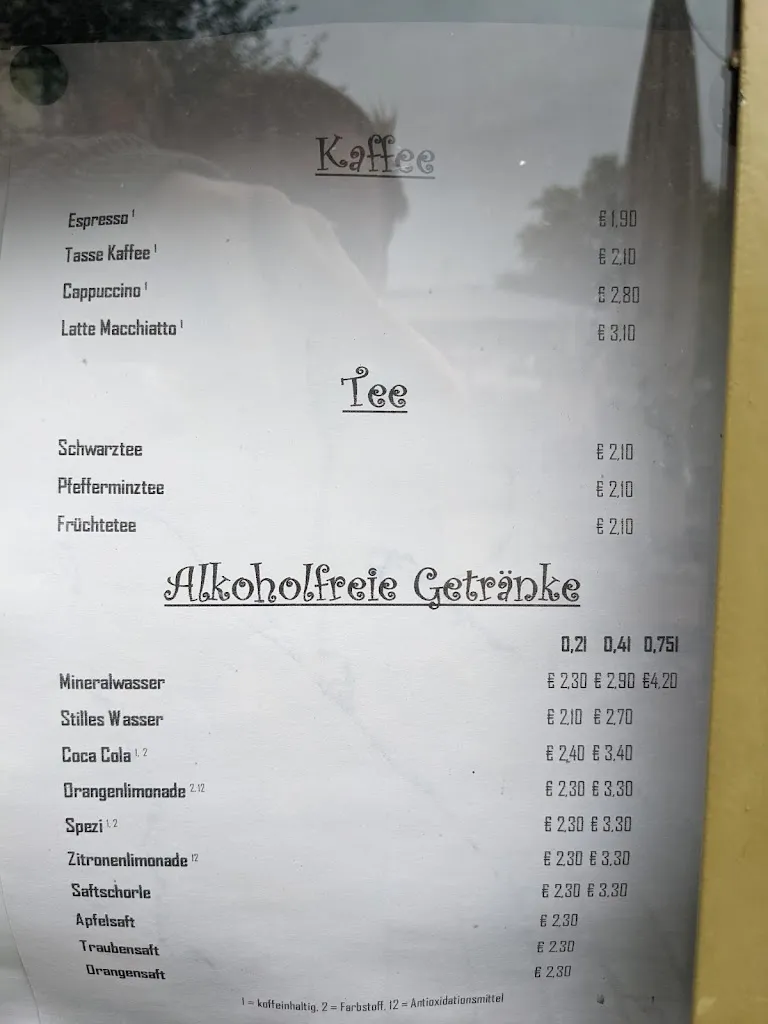 Kaffee
Espresso 1 € 1,90
Tasse Kaffee 1 € 2,10
Cappuccino 1 € 2,80
Latte Macchiatto 1 € 3,10
Tee
Schwarztee € 2,10
Pfefferminztee € 2,10
Früchtetee € 2,10
Alkoholfreie Getränke
0,2l 0,4l 0,75l
Mineralwasser € 2,30 € 2,90 €4,20
Stilles Wasser € 2,10 € 2,70
Coca Cola 1, 2 € 2,40 € 3,40
Orangenlimonade 2,12 € 2,30 € 3,30
Spezi 1, 2 € 2,30 € 3,30
Zitronenlimonade 12 € 2,30 € 3,30
Saftschorle € 2,30 € 3,30
Apfelsaft € 2,30
Traubensaft € 2,30
Orangensaft € 2,30
1 = koffeinhaltig, 2 = Farbstoff, 12 = Antioxidationsmittel